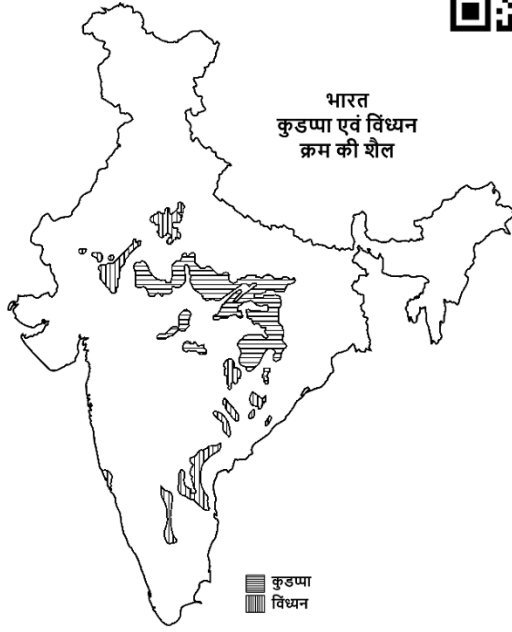 भारत
कुडप्पा एवं विंध्यन
क्रम की शैल
कुडप्पा
विंध्यन